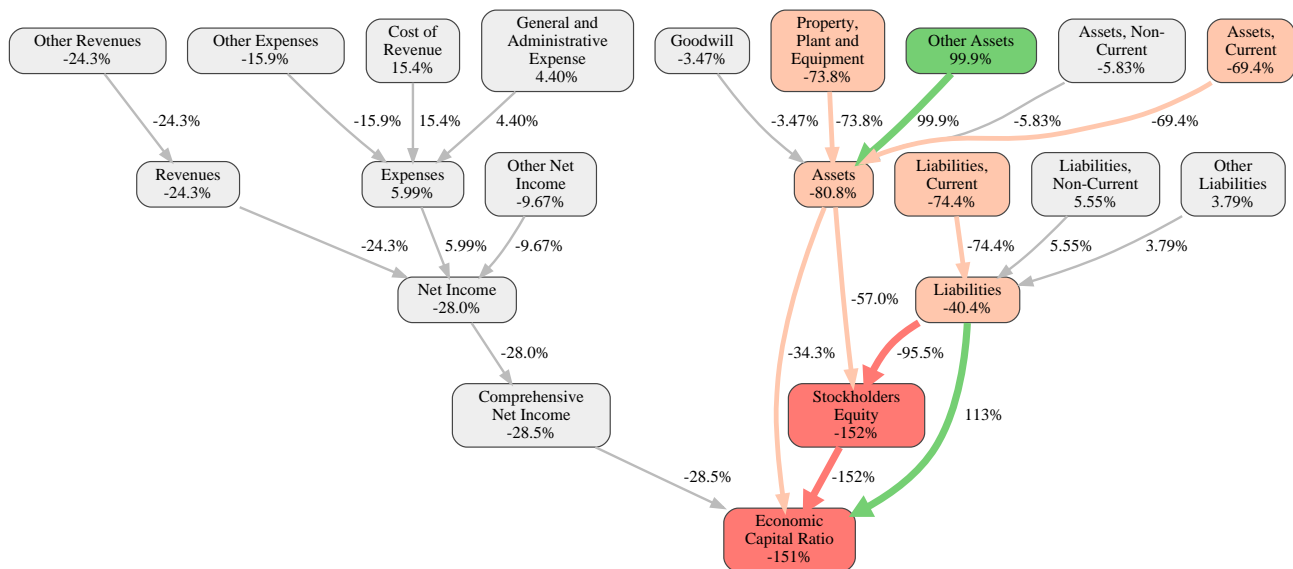 Other Revenues
-24.3%
Other Expenses
-15.9%
Cost of
Revenue
15.4%
General and
Administrative
Expense
4.40%
Goodwill
-3.47%
Property,
Plant and
Equipment
-73.8%
Other Assets
99.9%
Assets, Non-
Current
-5.83%
Assets,
Current
-69.4%
-24.3%
-15.9%
15.4%
4.40%
-3.47%
-73.8%
99.9%
-5.83%
-69.4%
Revenues
-24.3%
Expenses
5.99%
Other Net
Income
-9.67%
Assets
-80.8%
Liabilities,
Current
-74.4%
Liabilities,
Non-Current
5.55%
Other
Liabilities
3.79%
-24.3%
5.99%
-9.67%
-74.4%
5.55%
3.79%
Net Income
-28.0%
-57.0%
Liabilities
-40.4%
-28.0%
-34.3%
-95.5%
Comprehensive
Net Income
-28.5%
Stockholders
Equity
-152%
113%
-28.5%
-152%
Economic
Capital Ratio
-151%